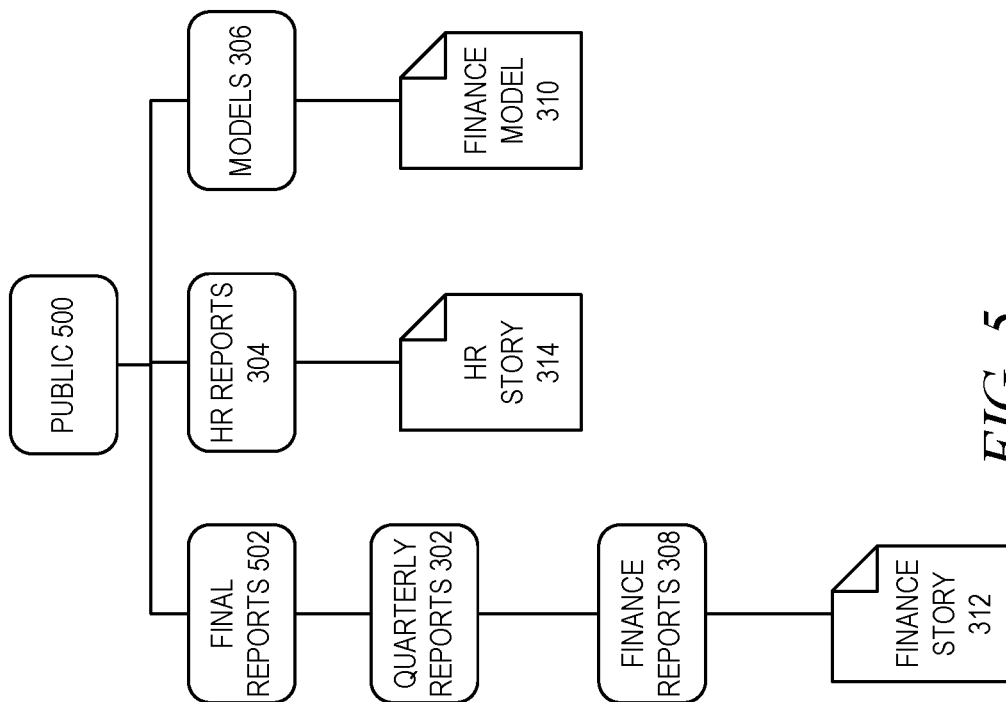 PUBLIC 500
FINAL
REPORTS 502
HR REPORTS
304
MODELS 306
QUARTERLY
REPORTS 302
HR
STORY
314
FINANCE
MODEL
310
FINANCE
REPORTS 308
FINANCE
STORY
312
FIG. 5